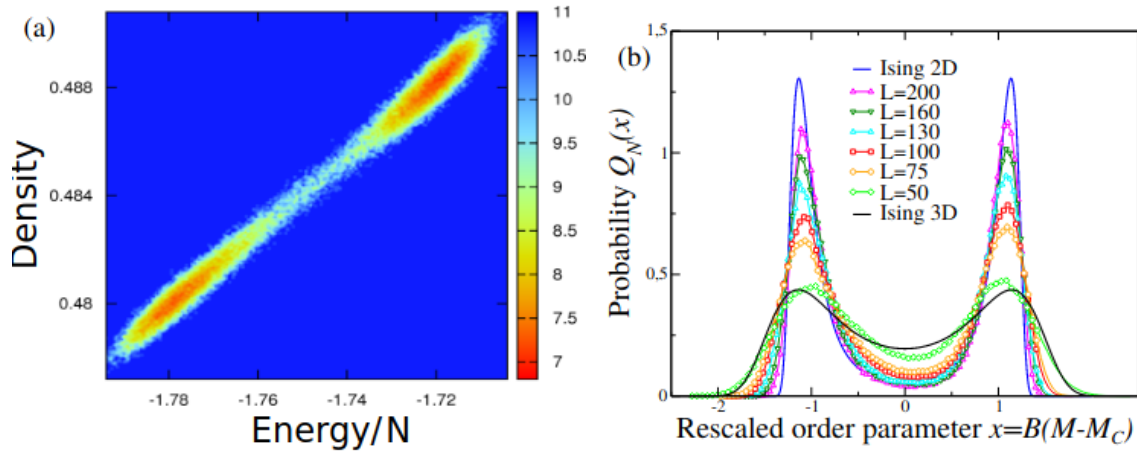 (a)
Density
0.488
0.484
0.48
-1.78
-1.76
-1.74
-1.72
Energy/N
11
10.5
10
9.5
9
8.5
8
7.5
7
(b)
Probability Q_N(x)
1,5
1
0,5
0
-2
-1
0
1
Rescaled order parameter x=B(M-M_C)
Ising 2D
L=200
L=160
L=130
L=100
L=75
L=50
Ising 3D